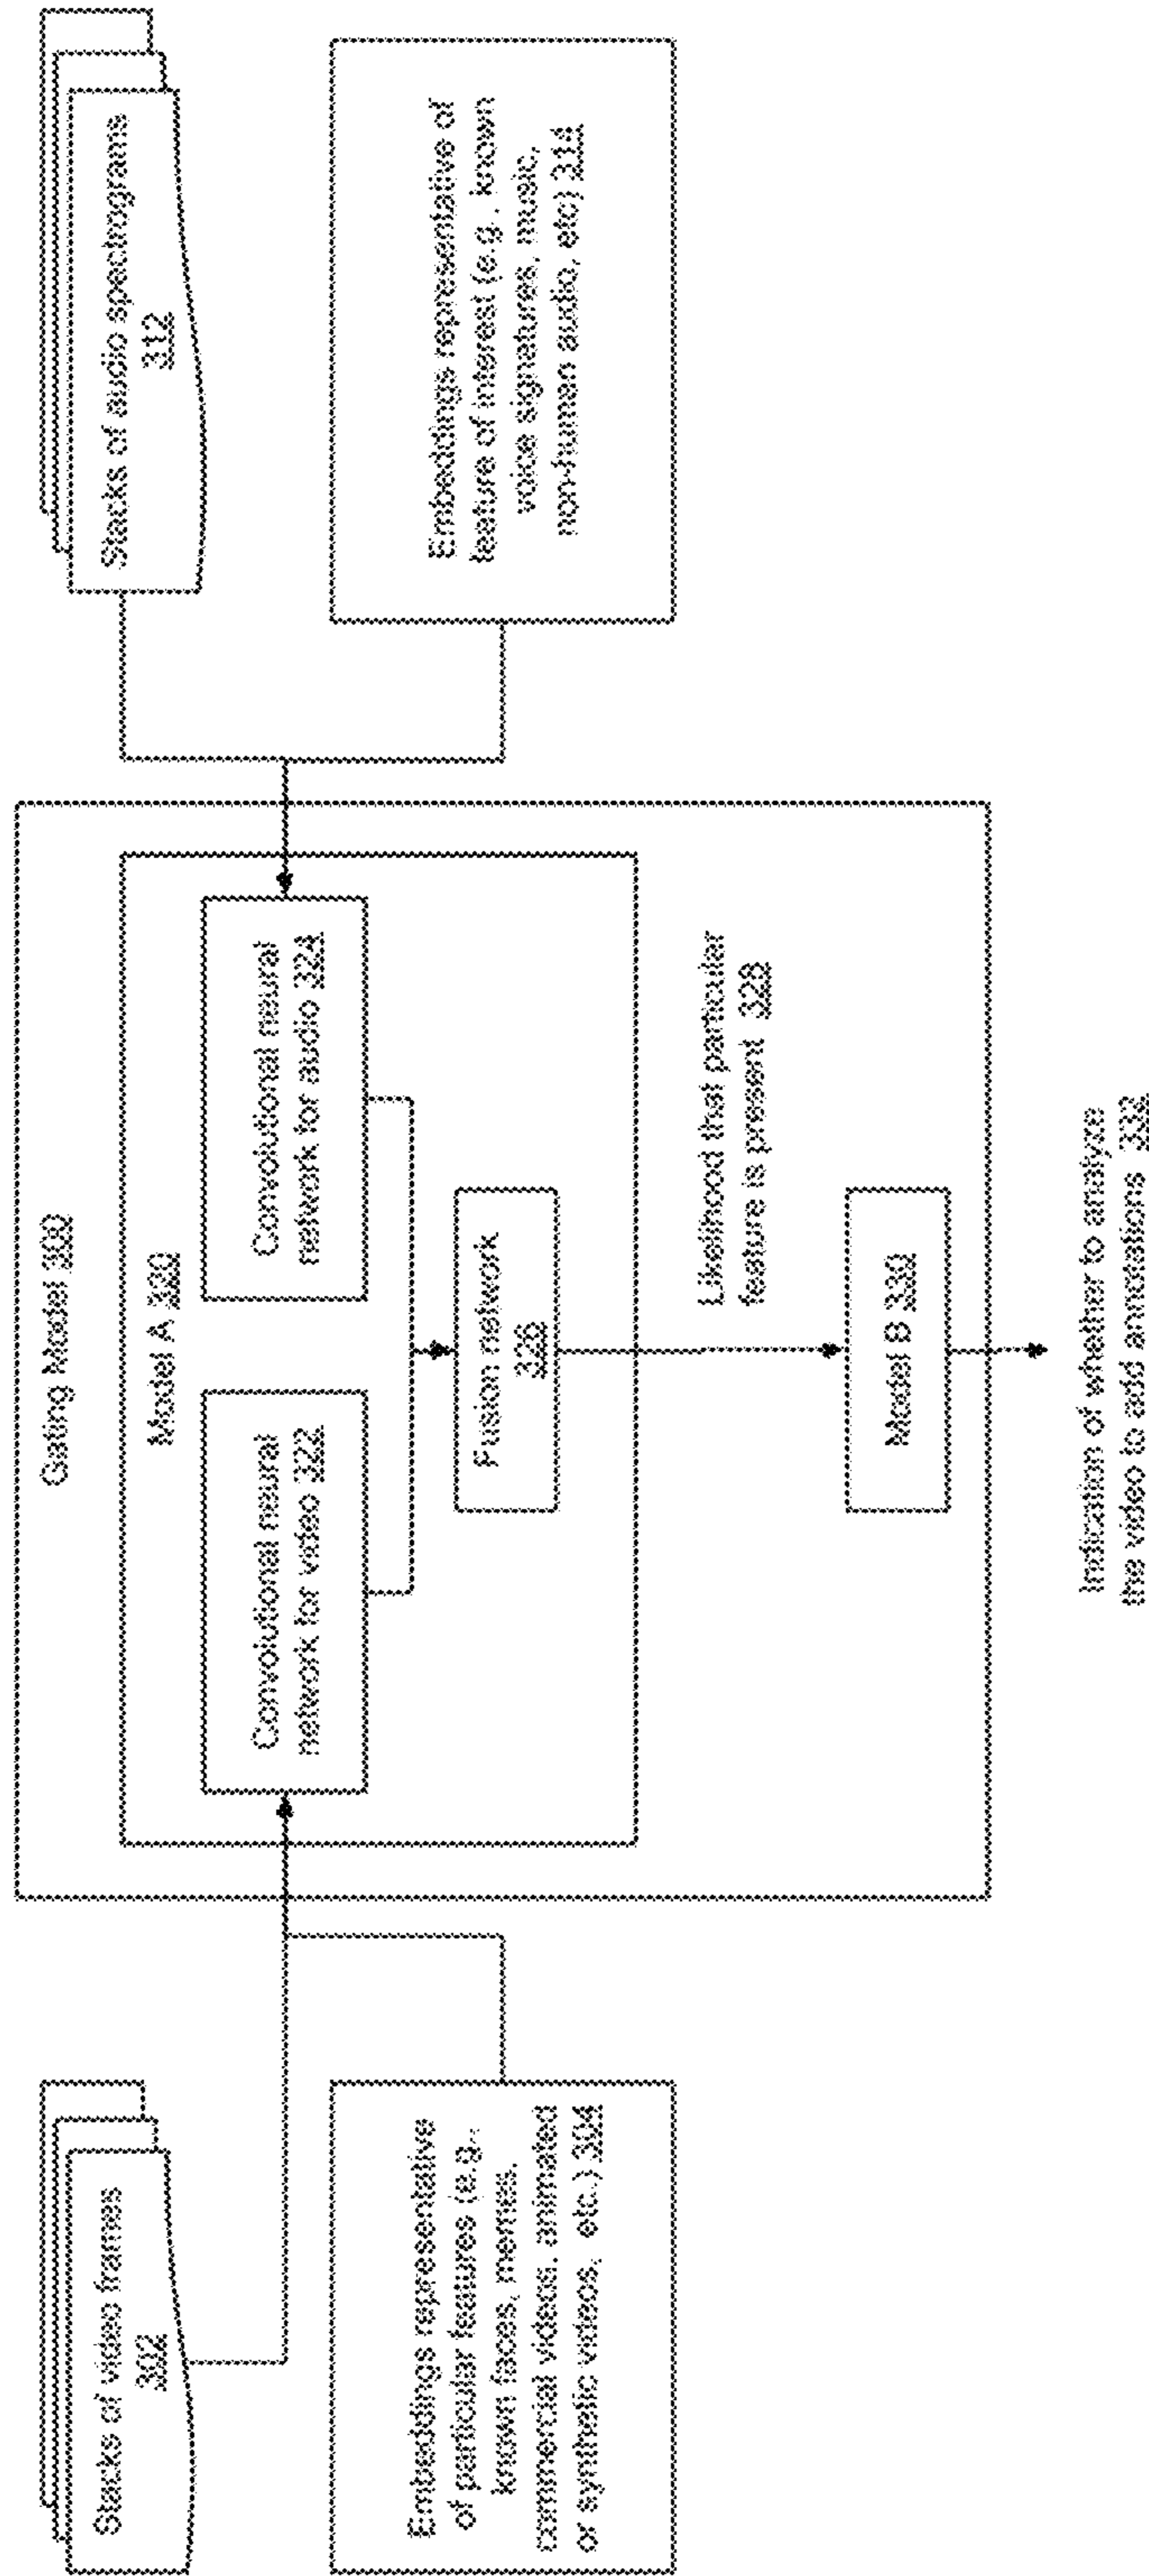 Stacks of video frames
302
Embeddings representative
of particular features (e.g.,
known faces, memes,
commercial videos, animated
or synthetic videos, etc.) 304
Gating Model 300
Model A 320
Convolutional neural
network for video 322
Convolutional neural
network for audio 324
Fusion network
326
Likelihood that particular
feature is present 328
Model B 330
Indication of whether to analyze
the video to add annotations 332
Stacks of audio spectrograms
312
Embeddings representative of
feature of interest (e.g., known
voice signatures, music,
non-human audio, etc) 314